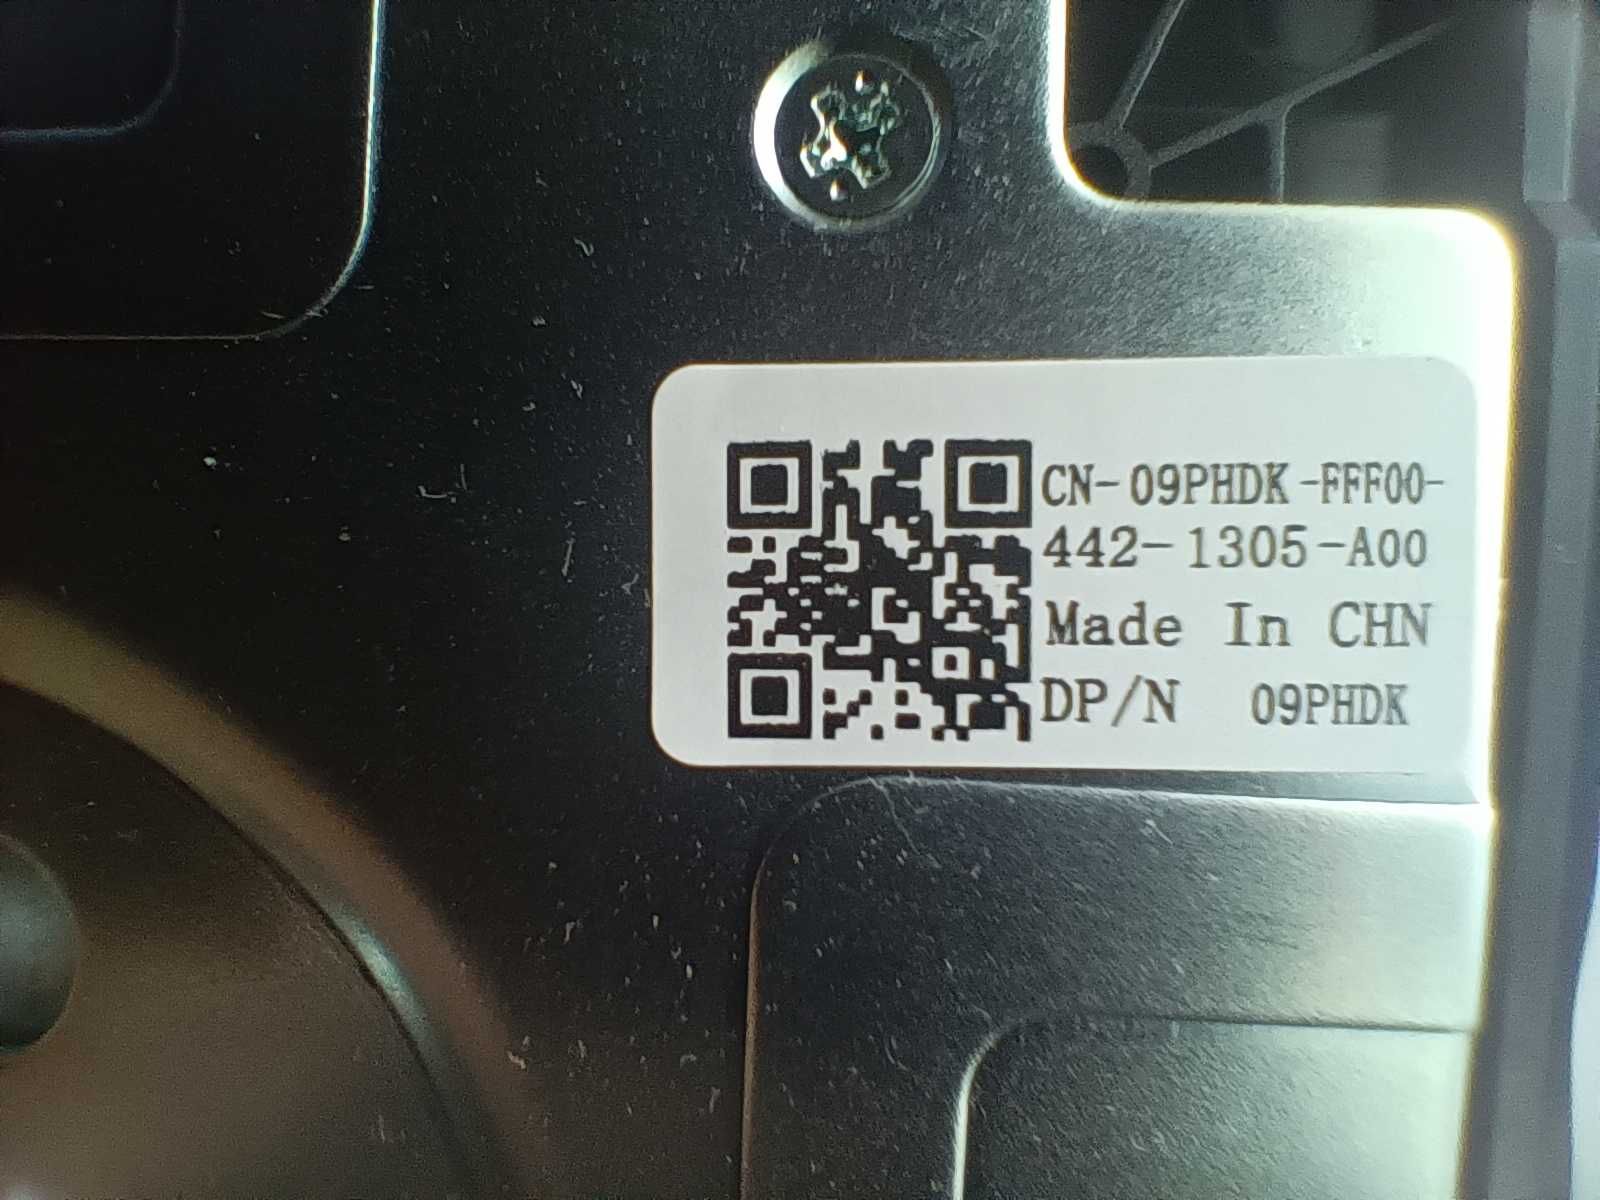 CN-09PHDK-FFF00-
442-1305-A00
Made In CHN
DP/N 09PHDK